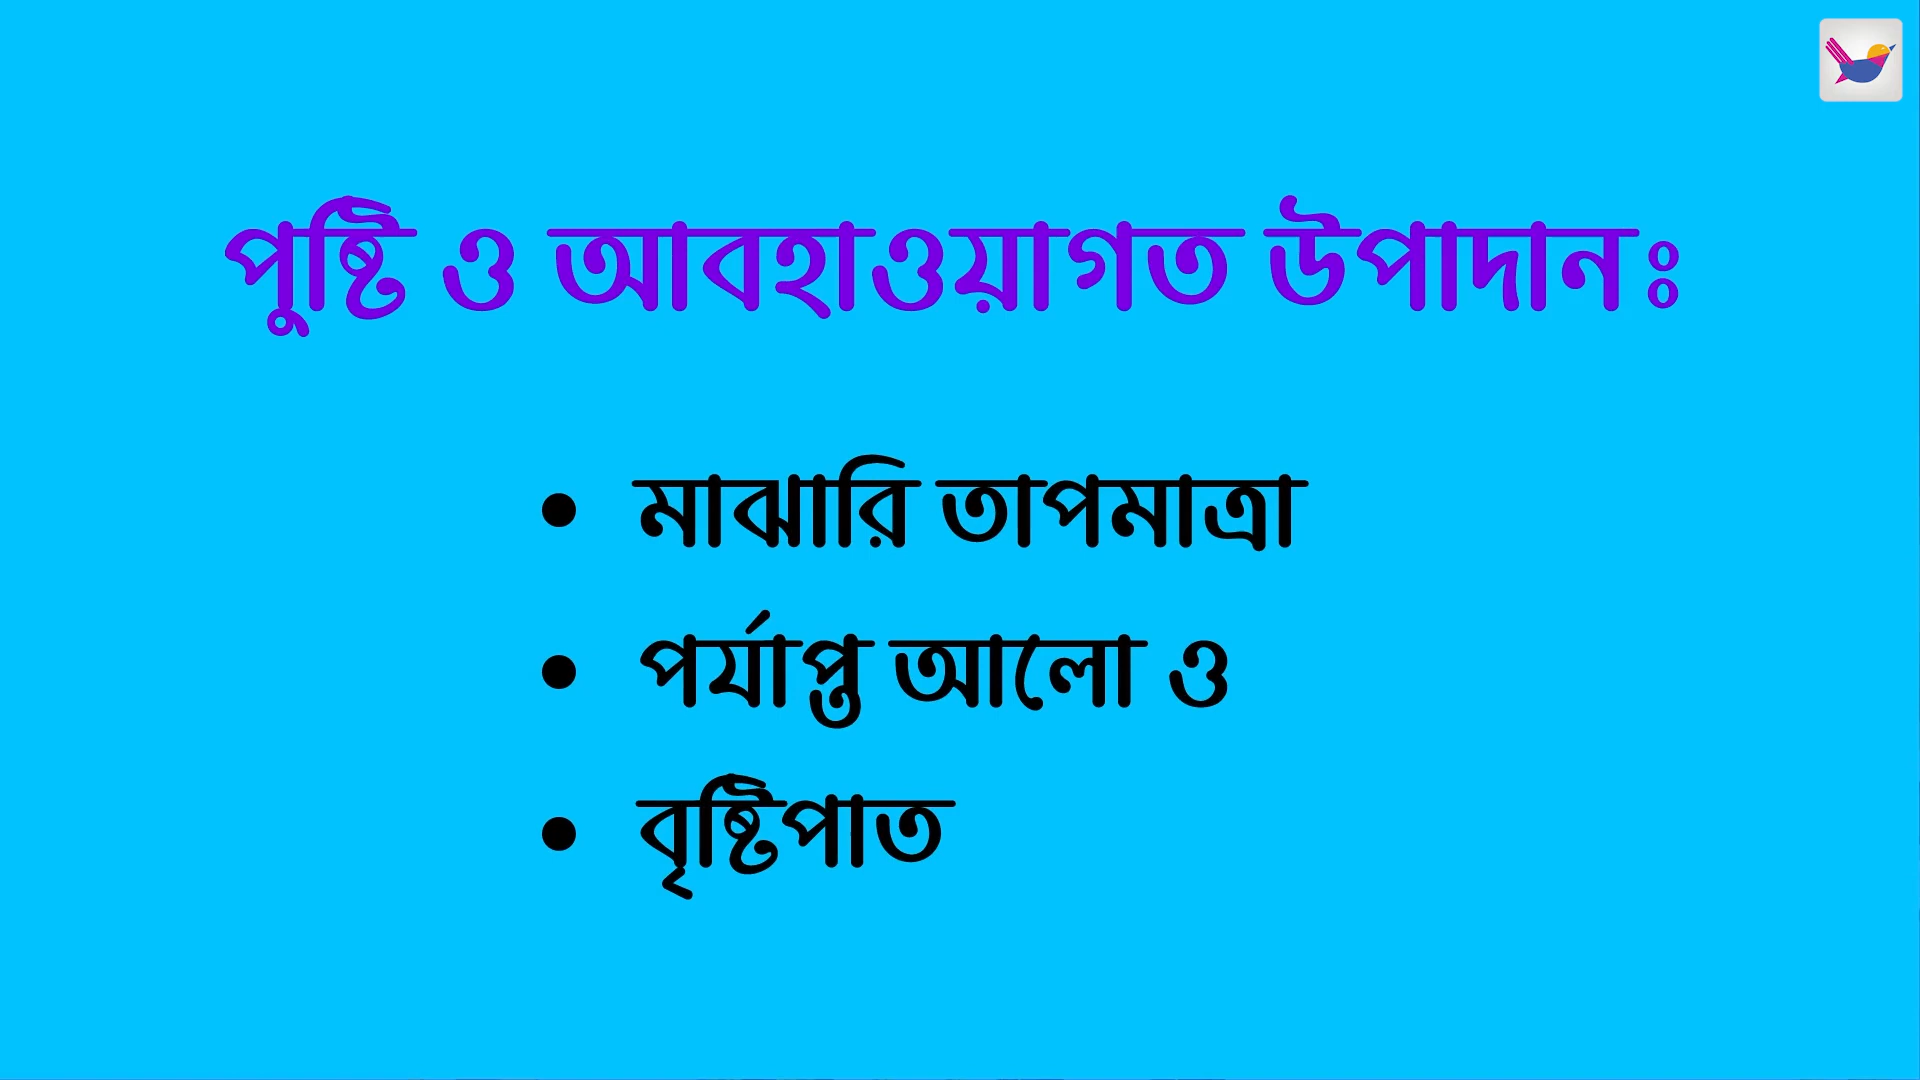 পুষ্টি ও আবহাওয়াগত উপাদানঃ
• মাঝারি তাপমাত্রা
• পর্যাপ্ত আলো ও
• বৃষ্টিপাত